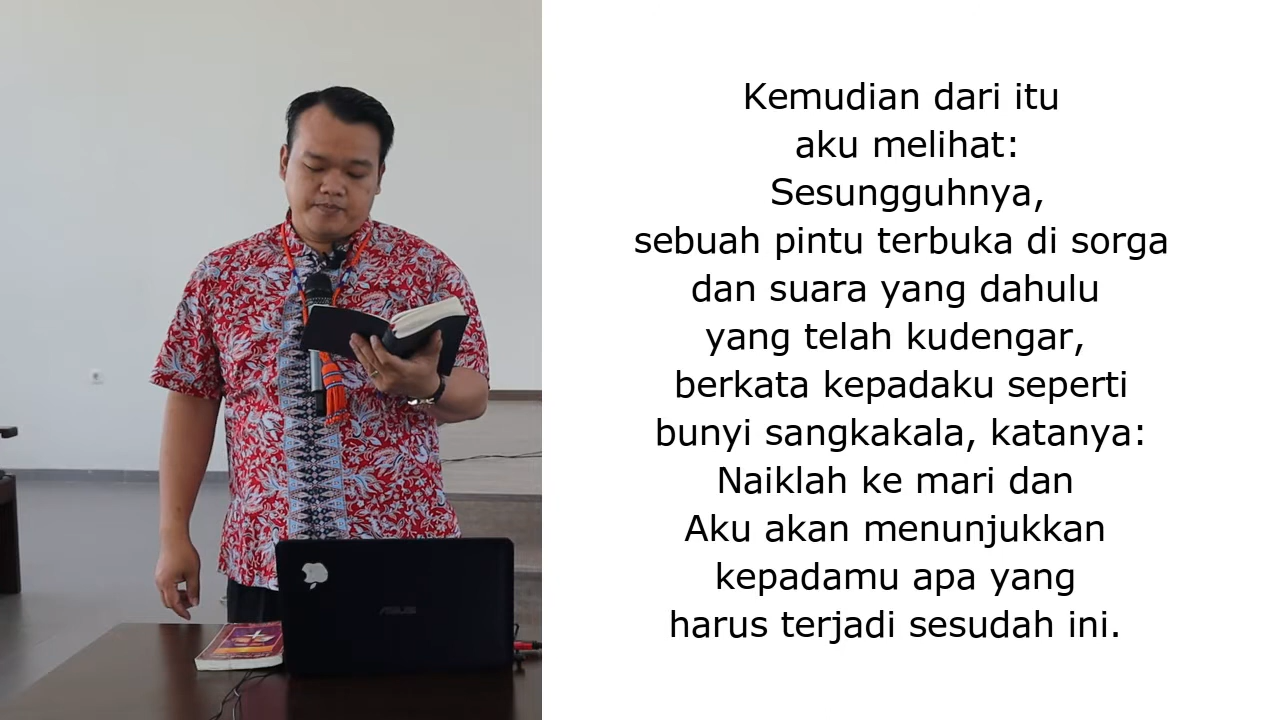 Kemudian dari itu
aku melihat:
Sesungguhnya,
sebuah pintu terbuka di sorga
dan suara yang dahulu
yang telah kudengar,
berkata kepadaku seperti
bunyi sangkakala, katanya:
Naiklah ke mari dan
Aku akan menunjukkan
kepadamu apa yang
harus terjadi sesudah ini.
ASUS